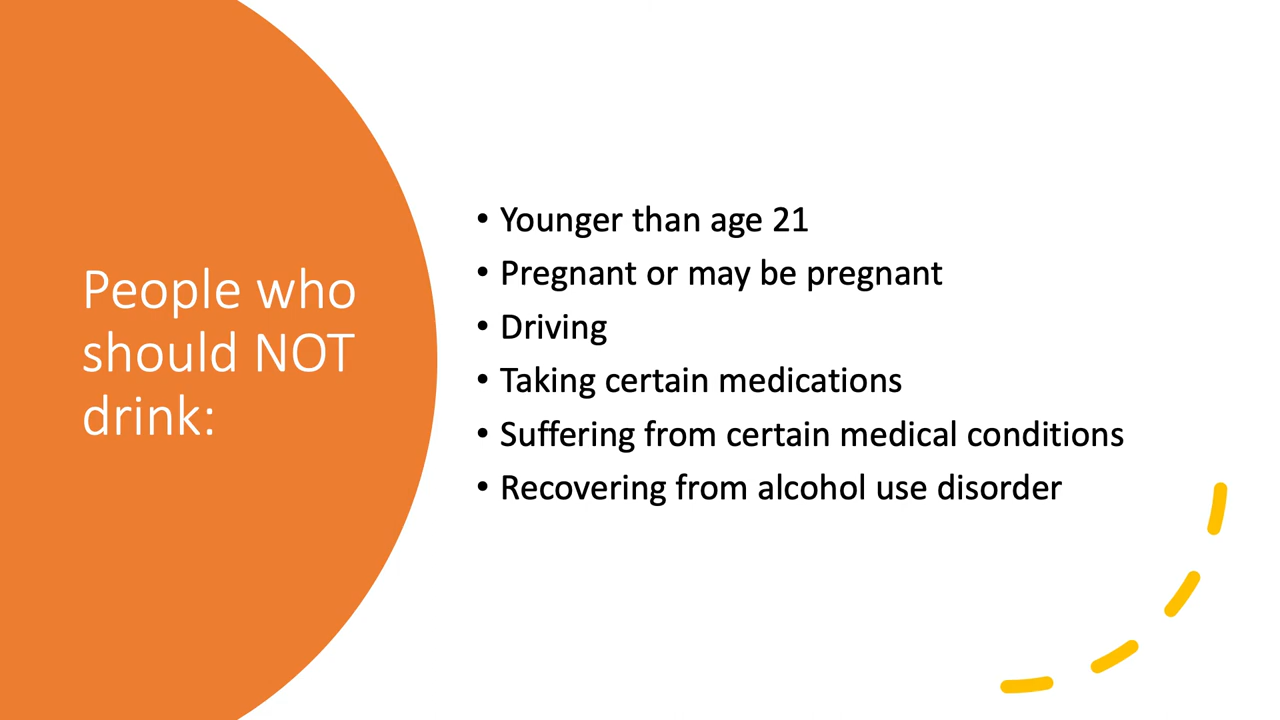 People who
should NOT
drink:
• Younger than age 21
• Pregnant or may be pregnant
• Driving
• Taking certain medications
• Suffering from certain medical conditions
• Recovering from alcohol use disorder